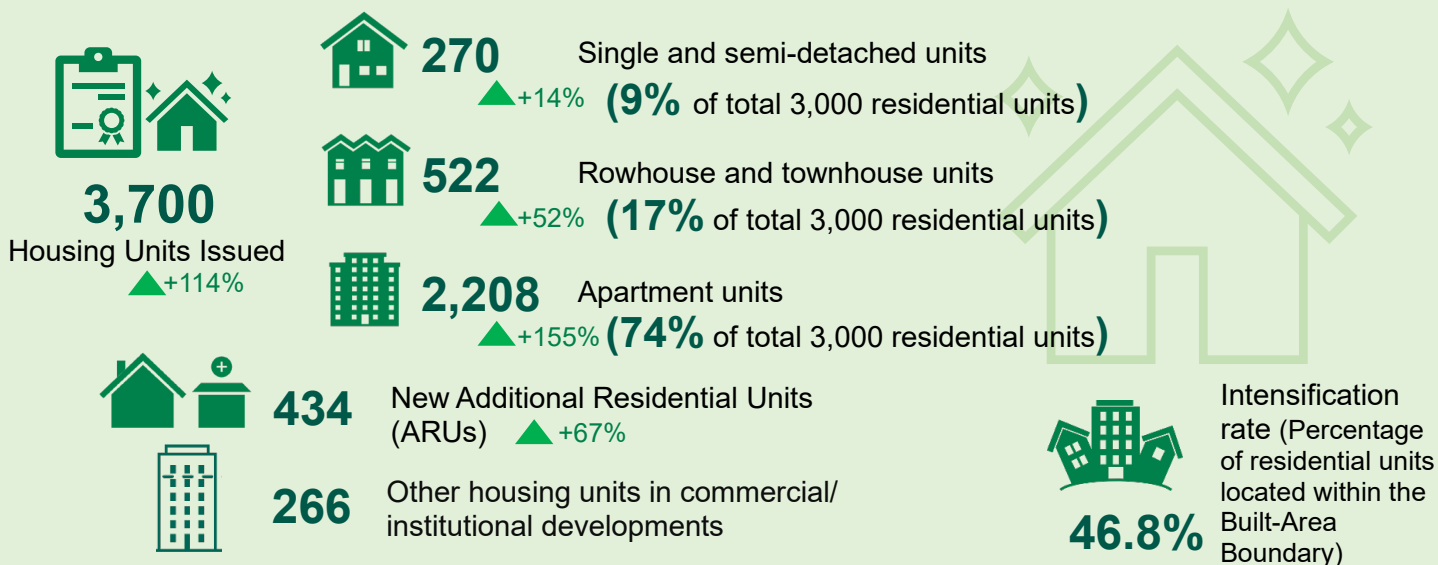 3,700
Housing Units Issued
+114%
270 Single and semi-detached units
+14% (9% of total 3,000 residential units)
522 Rowhouse and townhouse units
+52% (17% of total 3,000 residential units)
2,208 Apartment units
+155% (74% of total 3,000 residential units)
434 New Additional Residential Units
(ARUs) +67%
266 Other housing units in commercial/
institutional developments
46.8%
Intensification
rate (Percentage
of residential units
located within the
Built-Area
Boundary)